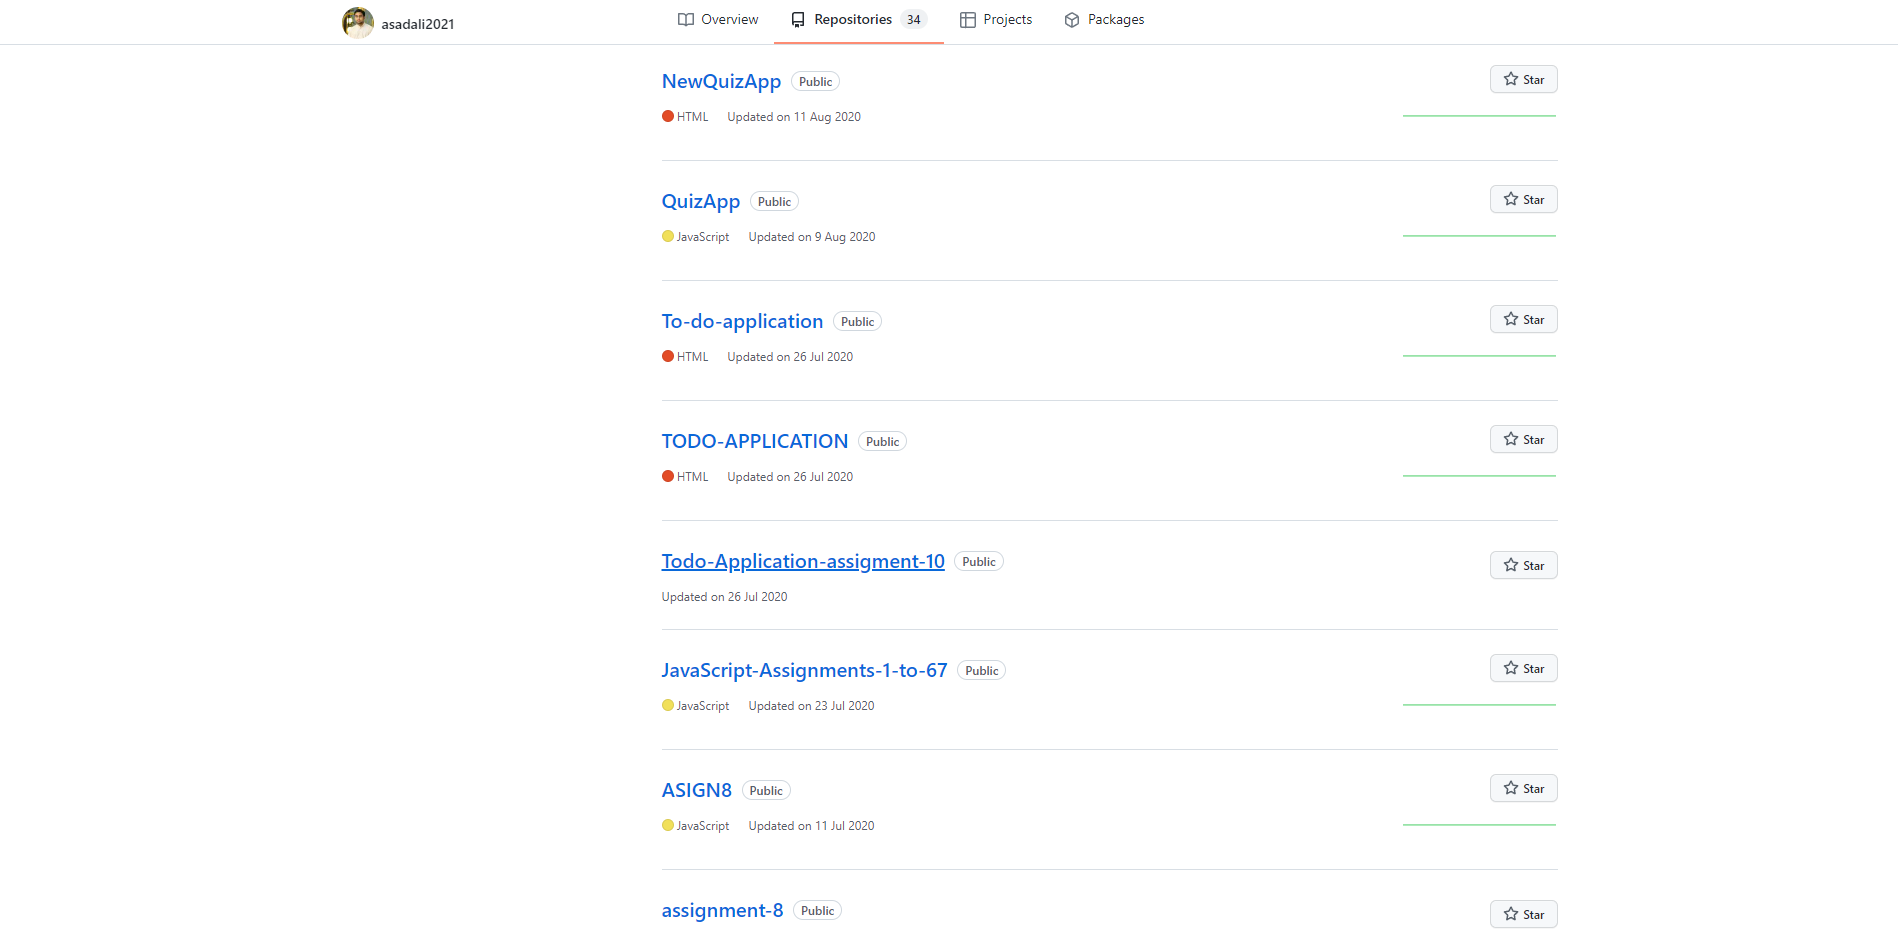 asadali2021
Overview Repositories 34 Projects Packages
NewQuizApp Public Star
HTML Updated on 11 Aug 2020
QuizApp Public Star
JavaScript Updated on 9 Aug 2020
To-do-application Public Star
HTML Updated on 26 Jul 2020
TODO-APPLICATION Public Star
HTML Updated on 26 Jul 2020
Todo-Application-assigment-10 Public Star
Updated on 26 Jul 2020
JavaScript-Assignments-1-to-67 Public Star
JavaScript Updated on 23 Jul 2020
ASIGN8 Public Star
JavaScript Updated on 11 Jul 2020
assignment-8 Public Star